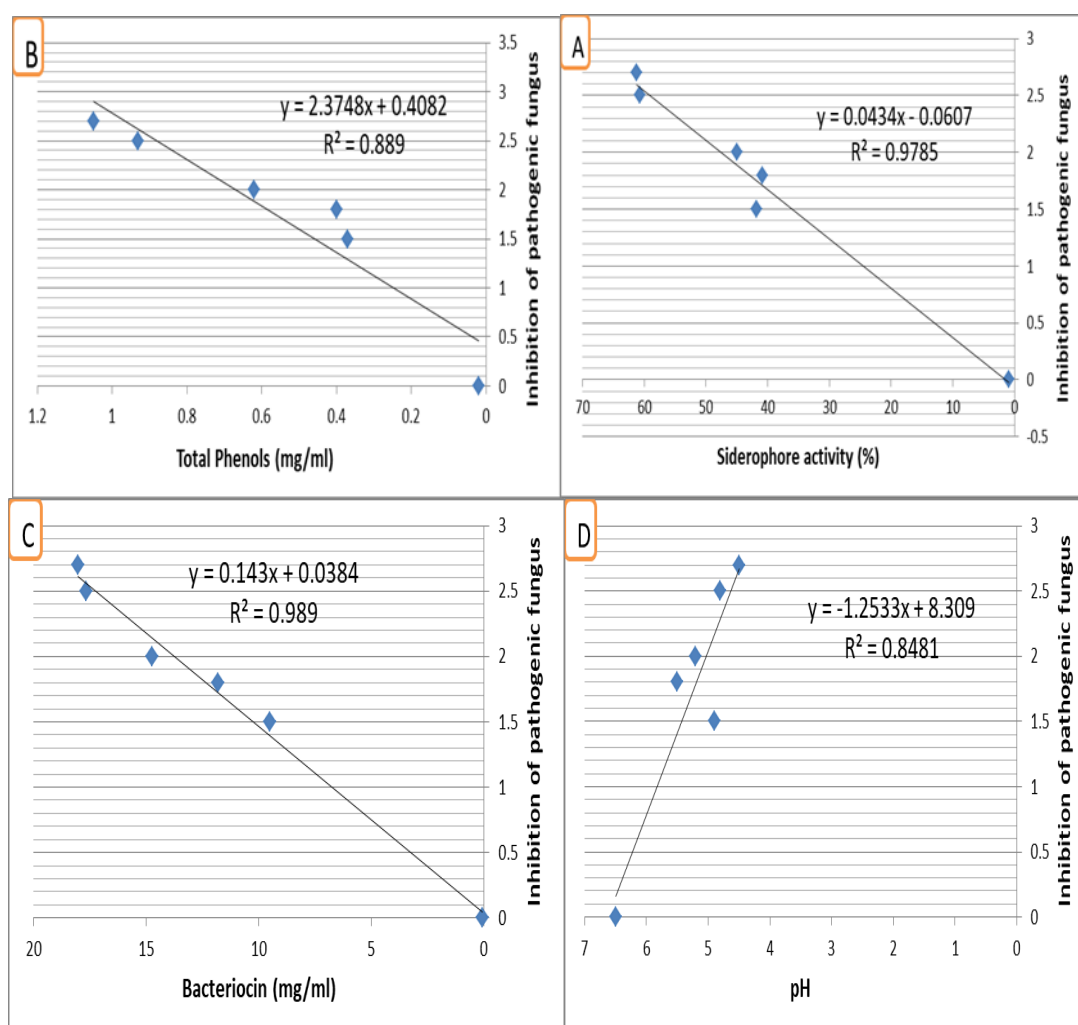 B
3.5
3
2.5
2
1.5
1
0.5
0
y = 2.3748x + 0.4082
R² = 0.889
1.2 1 0.8 0.6 0.4 0.2 0
Total Phenols (mg/ml)
Inhibition of pathogenic fungus
A
3
2.5
2
1.5
1
0.5
0
-0.5
y = 0.0434x - 0.0607
R² = 0.9785
70 60 50 40 30 20 10 0
Siderophore activity (%)
Inhibition of pathogenic fungus
C
3
2.5
2
1.5
1
0.5
0
y = 0.143x + 0.0384
R² = 0.989
20 15 10 5 0
Bacteriocin (mg/ml)
Inhibition of pathogenic fungus
D
3
2.5
2
1.5
1
0.5
0
y = -1.2533x + 8.309
R² = 0.8481
7 6 5 4 3 2 1 0
pH
Inhibition of pathogenic fungus